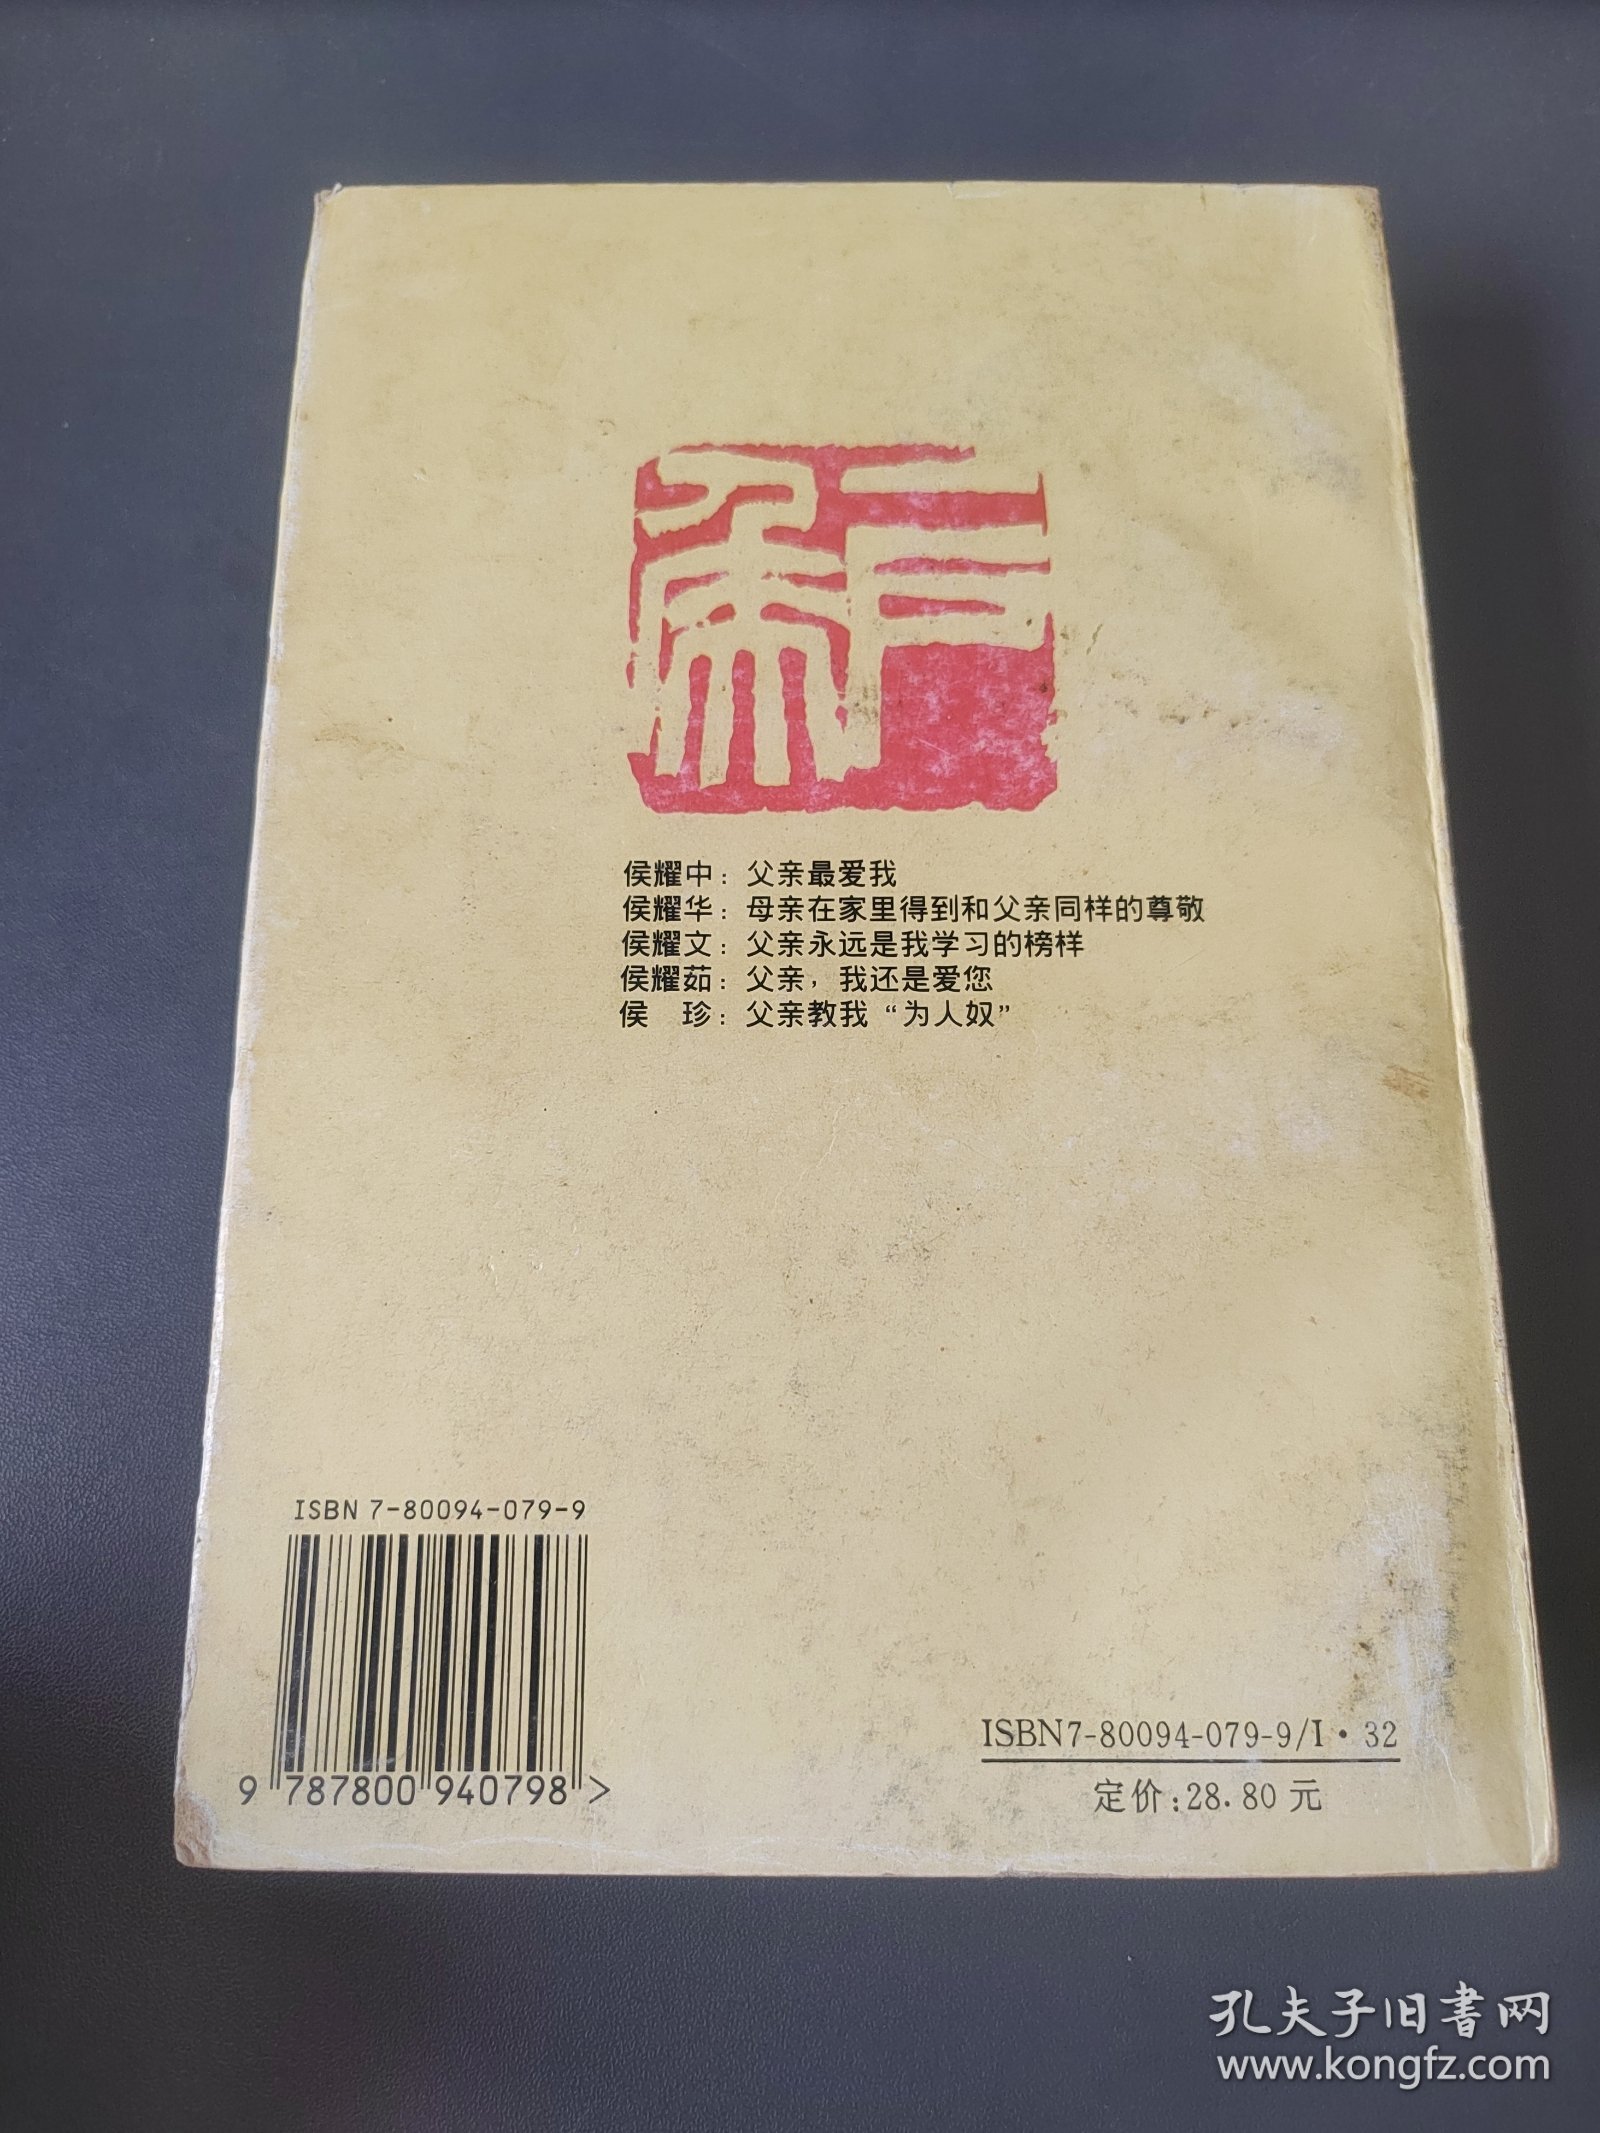 侯耀中：父亲最爱我
侯耀华：母亲在家里得到和父亲同样的尊敬
侯耀文：父亲永远是我学习的榜样
侯耀茹：父亲，我还是爱您
侯　珍：父亲教我“为人奴”
ISBN 7-80094-079-9
9 787800 940798 >
ISBN7-80094-079-9/I·32
定价:28.80元
孔夫子旧书网
www.kongfz.com